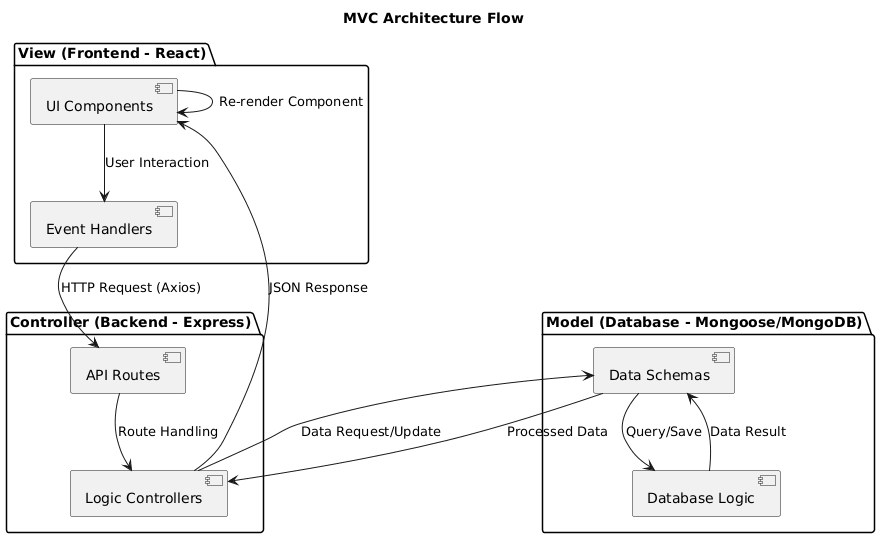 MVC Architecture Flow
View (Frontend - React)
UI Components
Re-render Component
User Interaction
Event Handlers
HTTP Request (Axios)
JSON Response
Controller (Backend - Express)
Model (Database - Mongoose/MongoDB)
API Routes
Data Schemas
Route Handling
Data Request/Update
Processed Data
Query/Save
Data Result
Logic Controllers
Database Logic